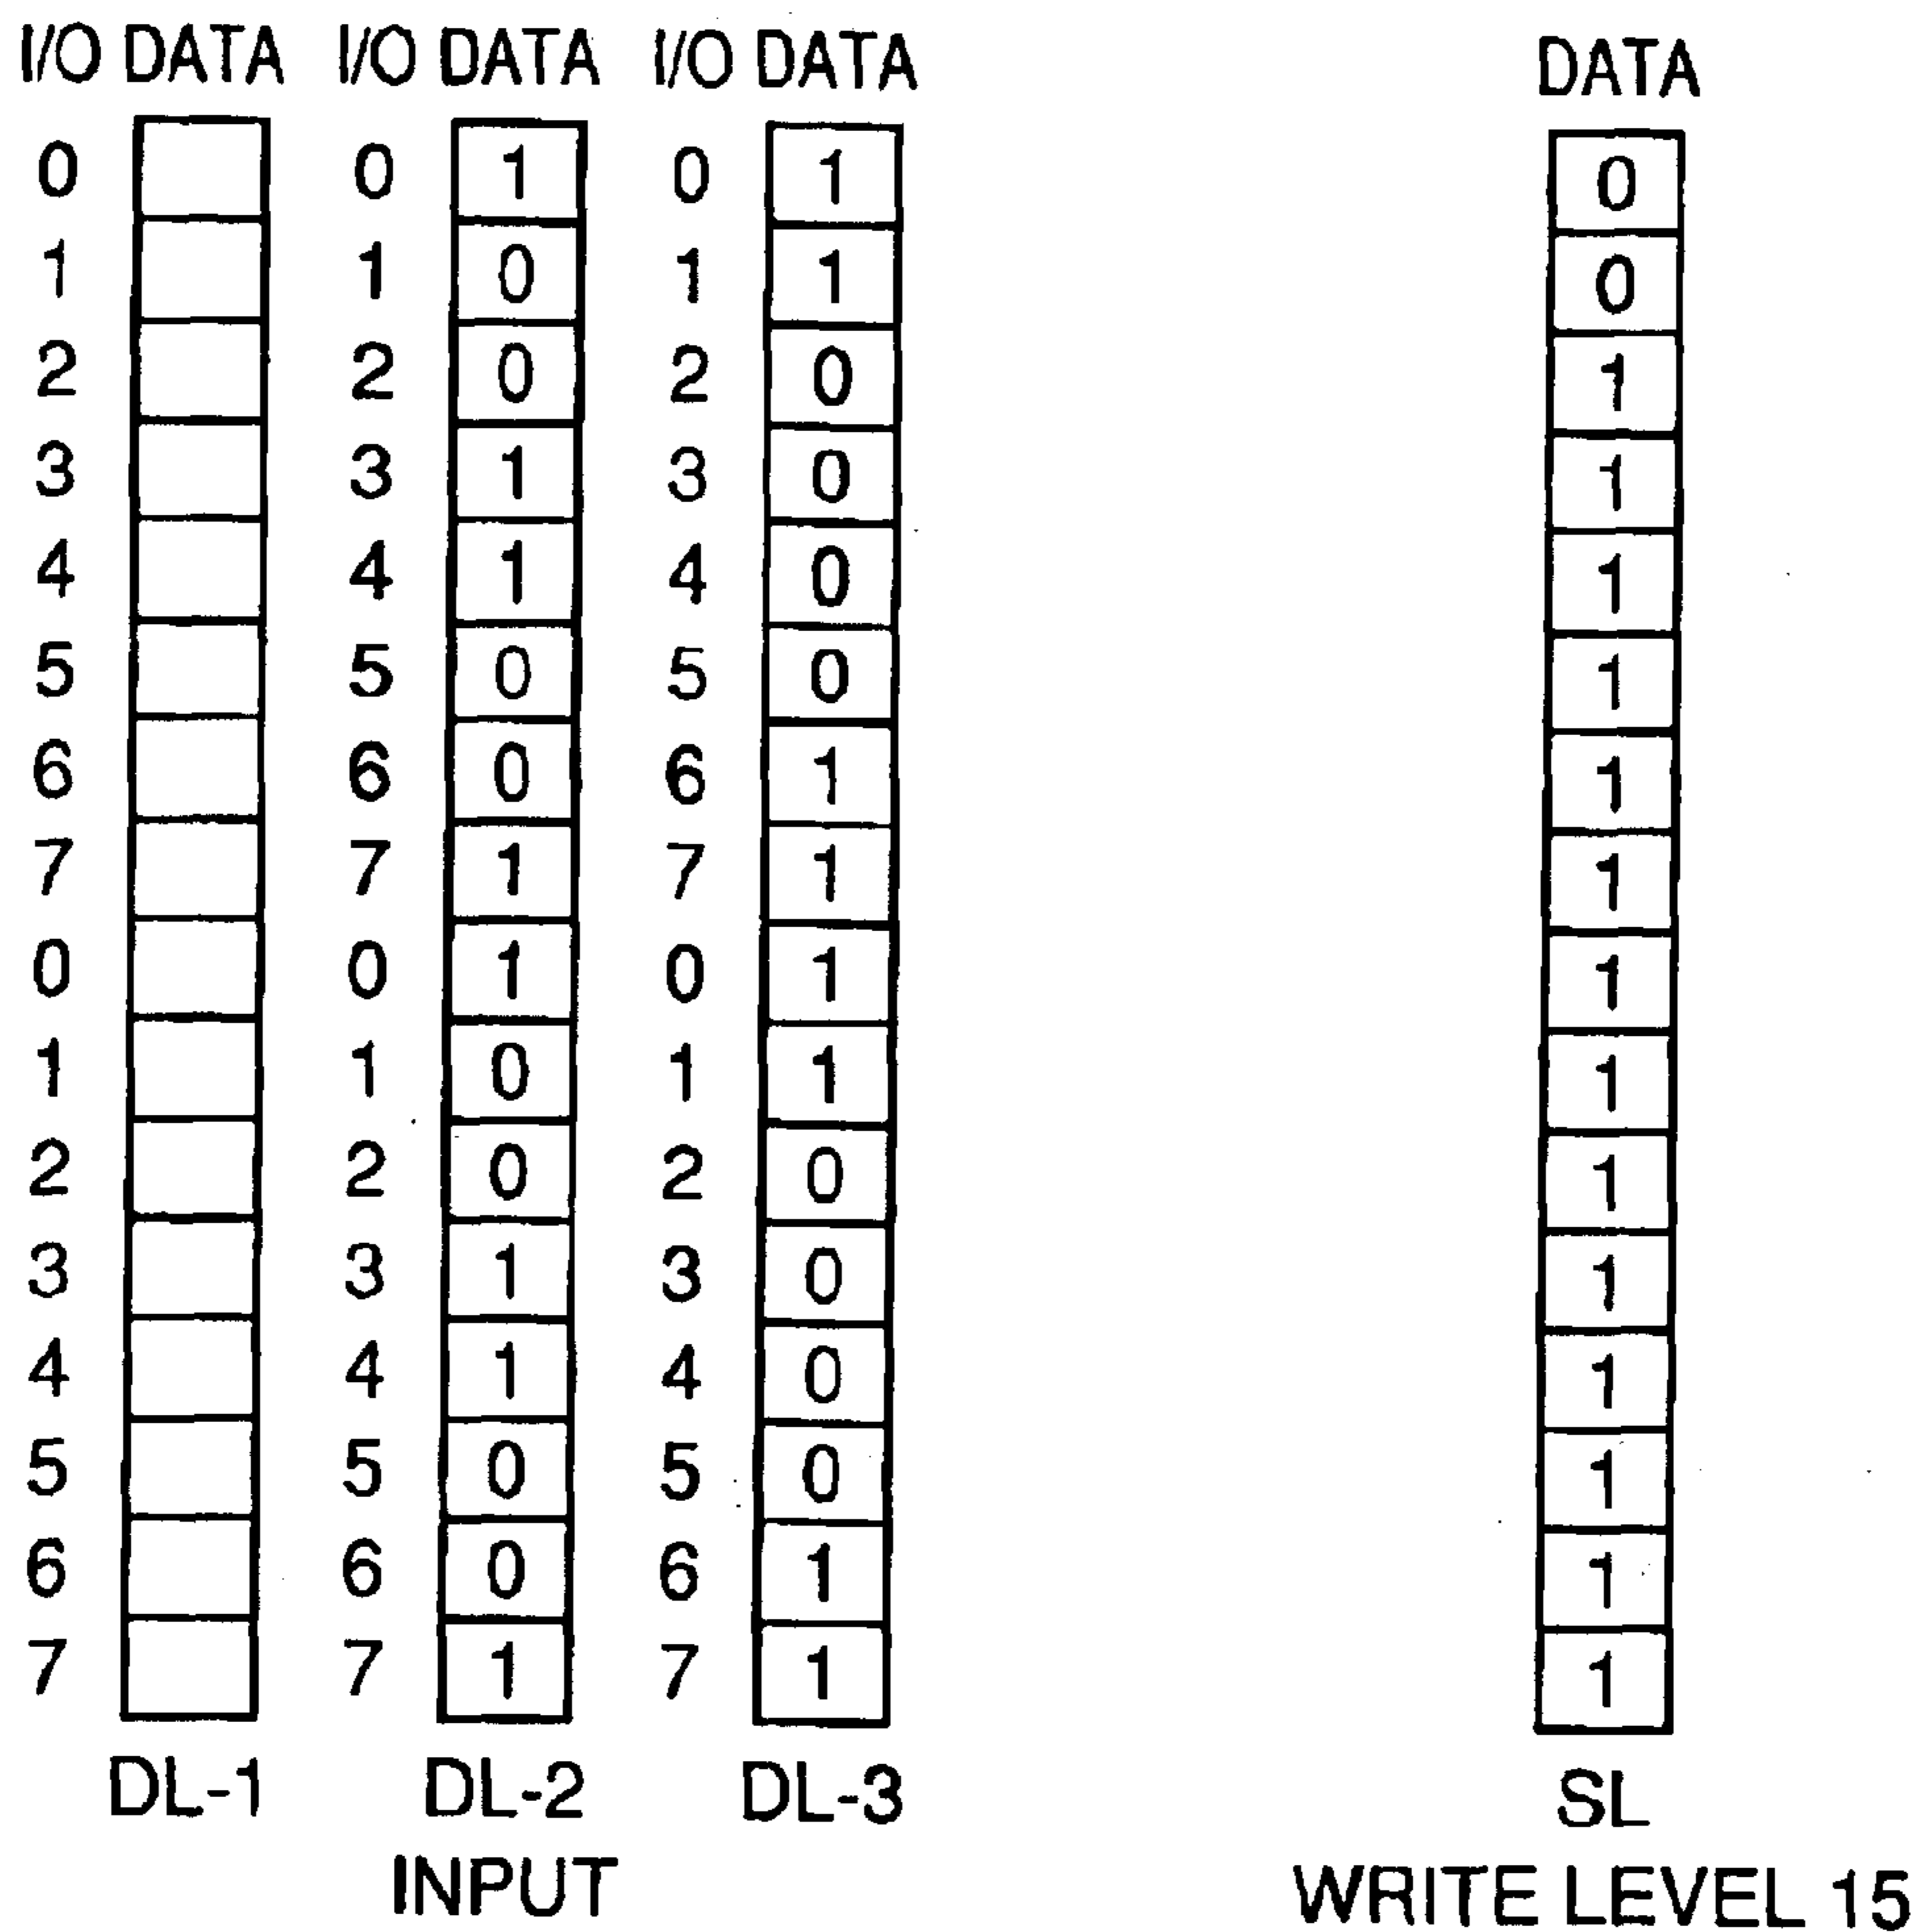 I/O DATA I/O DATA I/O DATA DATA
0 0 1 0 1 0
1 1 0 1 1 0
2 2 0 2 0 1
3 3 1 3 0 1
4 4 1 4 0 1
5 5 0 5 0 1
6 6 0 6 1 1
7 7 1 7 1 1
0 0 1 0 1 1
1 1 0 1 1 1
2 2 0 2 0 1
3 3 1 3 0 1
4 4 1 4 0 1
5 5 0 5 0 1
6 6 0 6 1 1
7 7 1 7 1 1
DL-1 DL-2 DL-3 SL
INPUT WRITE LEVEL 15